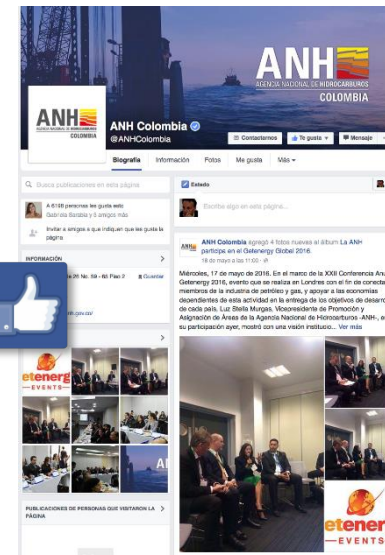 ANH
AGENCIA NACIONAL DE HIDROCARBUROS
COLOMBIA
ANH
ANH Colombia
@ANHColombia
Contactarnos
Te gusta
Mensaje
Biografía
Información
Fotos
Me gusta
Más
Busca publicaciones en esta página
Estado
A 6198 personas les gusta esto
Gabriela Sarabia y 5 amigos más
Escribe algo en esta página...
Invitar a amigos a que indiquen que les gusta la
página
INFORMACIÓN
26 No. 59 - 65 Piso 2
Guardar
ANH Colombia agregó 4 fotos nuevas al álbum La ANH
participa en el Getenergy Global 2016.
18 de mayo a las 11:00
Miércoles, 17 de mayo de 2016. En el marco de la XXII Conferencia
Getenergy 2016, evento que se realiza en Londres con el fin de
miembros de la industria de petróleo y gas, y apoyar a las economías
dependientes de esta actividad en la entrega de los objetivos de
de cada país, Luz Stella Murgas, Vicepresidente de Promoción y
Asignación de Áreas de la Agencia Nacional de Hidrocarburos -ANH-,
su participación ayer, mostró con una visión institucio... Ver más
etenerg
EVENTS
PUBLICACIONES DE PERSONAS QUE VISITARON LA
PÁGINA
etener
EVENTS